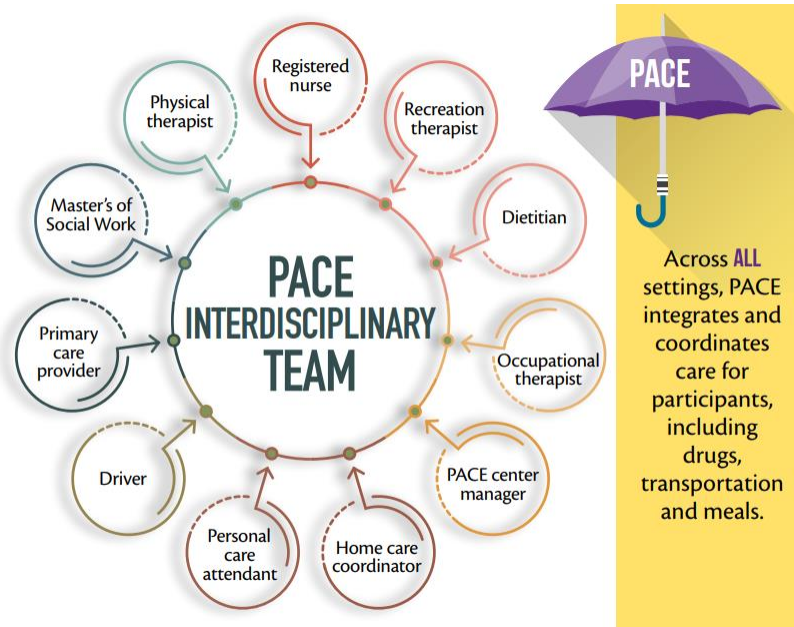 Registered
nurse
Recreation
therapist
Dietitian
Occupational
therapist
PACE center
manager
Home care
coordinator
Personal
care
attendant
Driver
Primary
care
provider
Master's of
Social Work
Physical
therapist
PACE
INTERDISCIPLINARY
TEAM
PACE
Across ALL
settings, PACE
integrates and
coordinates
care for
participants,
including
drugs,
transportation
and meals.